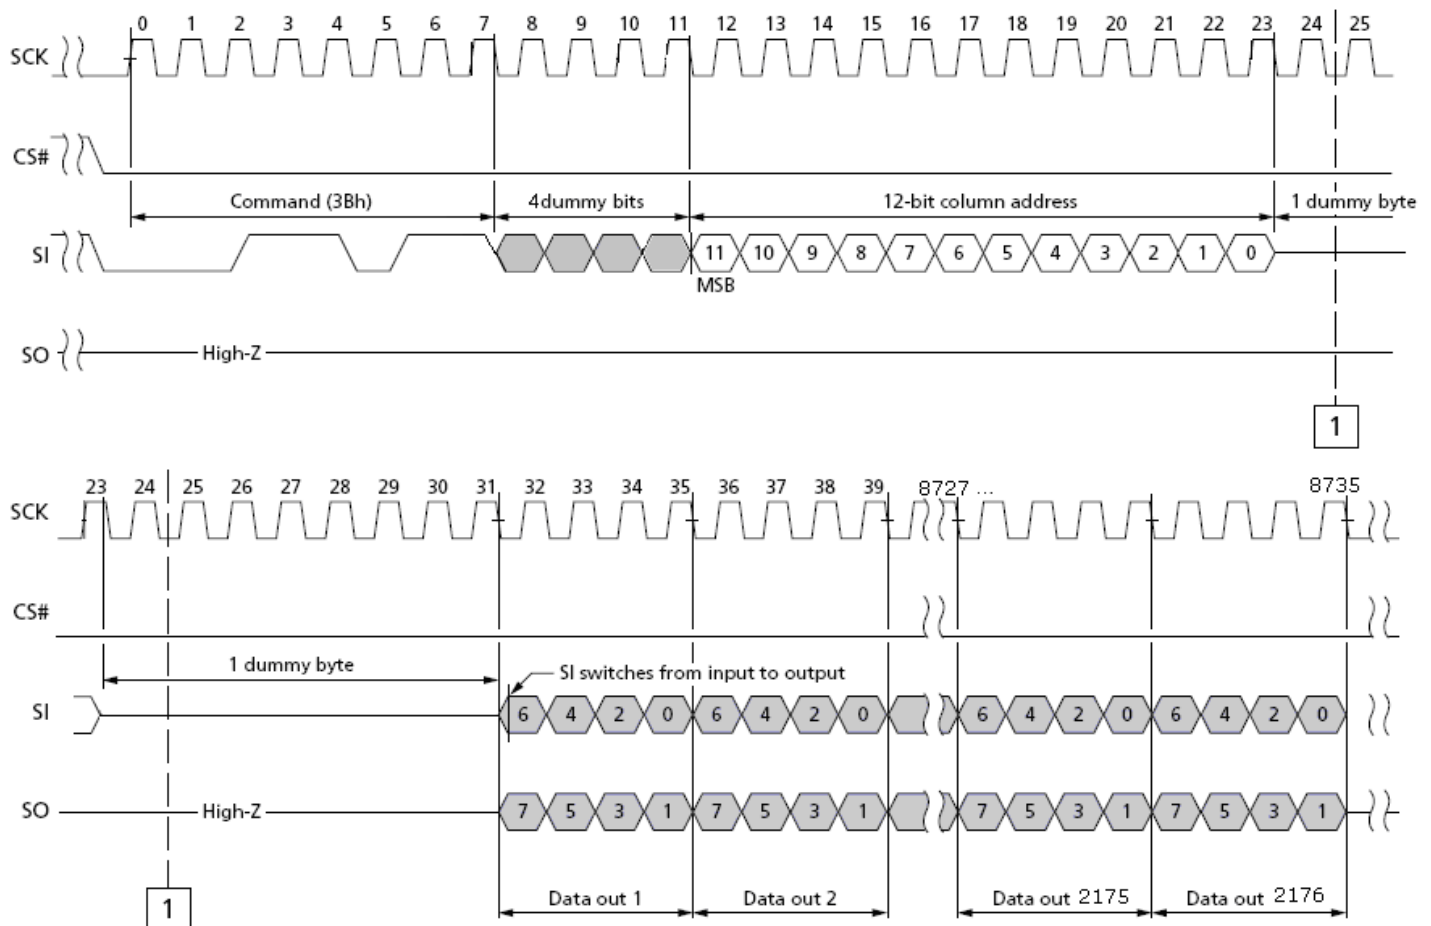 0 1 2 3 4 5 6 7 8 9 10 11 12 13 14 15 16 17 18 19 20 21 22 23 24 25
SCK
CS#
Command (3Bh) 4dummy bits 12-bit column address 1 dummy byte
SI 11 10 9 8 7 6 5 4 3 2 1 0
MSB
SO High-Z
1
23 24 25 26 27 28 29 30 31 32 33 34 35 36 37 38 39 8727 ... 8735
SCK
CS#
1 dummy byte SI switches from input to output
SI 6 4 2 0 6 4 2 0 6 4 2 0 6 4 2 0
SO High-Z 7 5 3 1 7 5 3 1 7 5 3 1 7 5 3 1
1 Data out 1 Data out 2 Data out 2175 Data out 2176